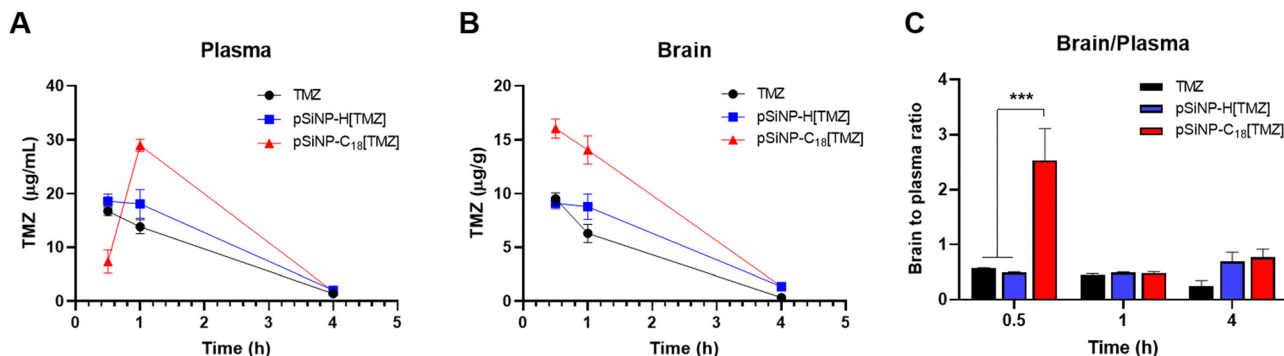 A
Plasma
TMZ (µg/mL)
40
30
20
10
0
0 1 2 3 4 5
Time (h)
TMZ
pSiNP-H[TMZ]
pSiNP-C₁₈[TMZ]
B
Brain
TMZ (µg/g)
20
15
10
5
0
0 1 2 3 4 5
Time (h)
TMZ
pSiNP-H[TMZ]
pSiNP-C₁₈[TMZ]
C
Brain/Plasma
Brain to plasma ratio
4
3
2
1
0
0.5 1 4
Time (h)
***
TMZ
pSiNP-H[TMZ]
pSiNP-C₁₈[TMZ]